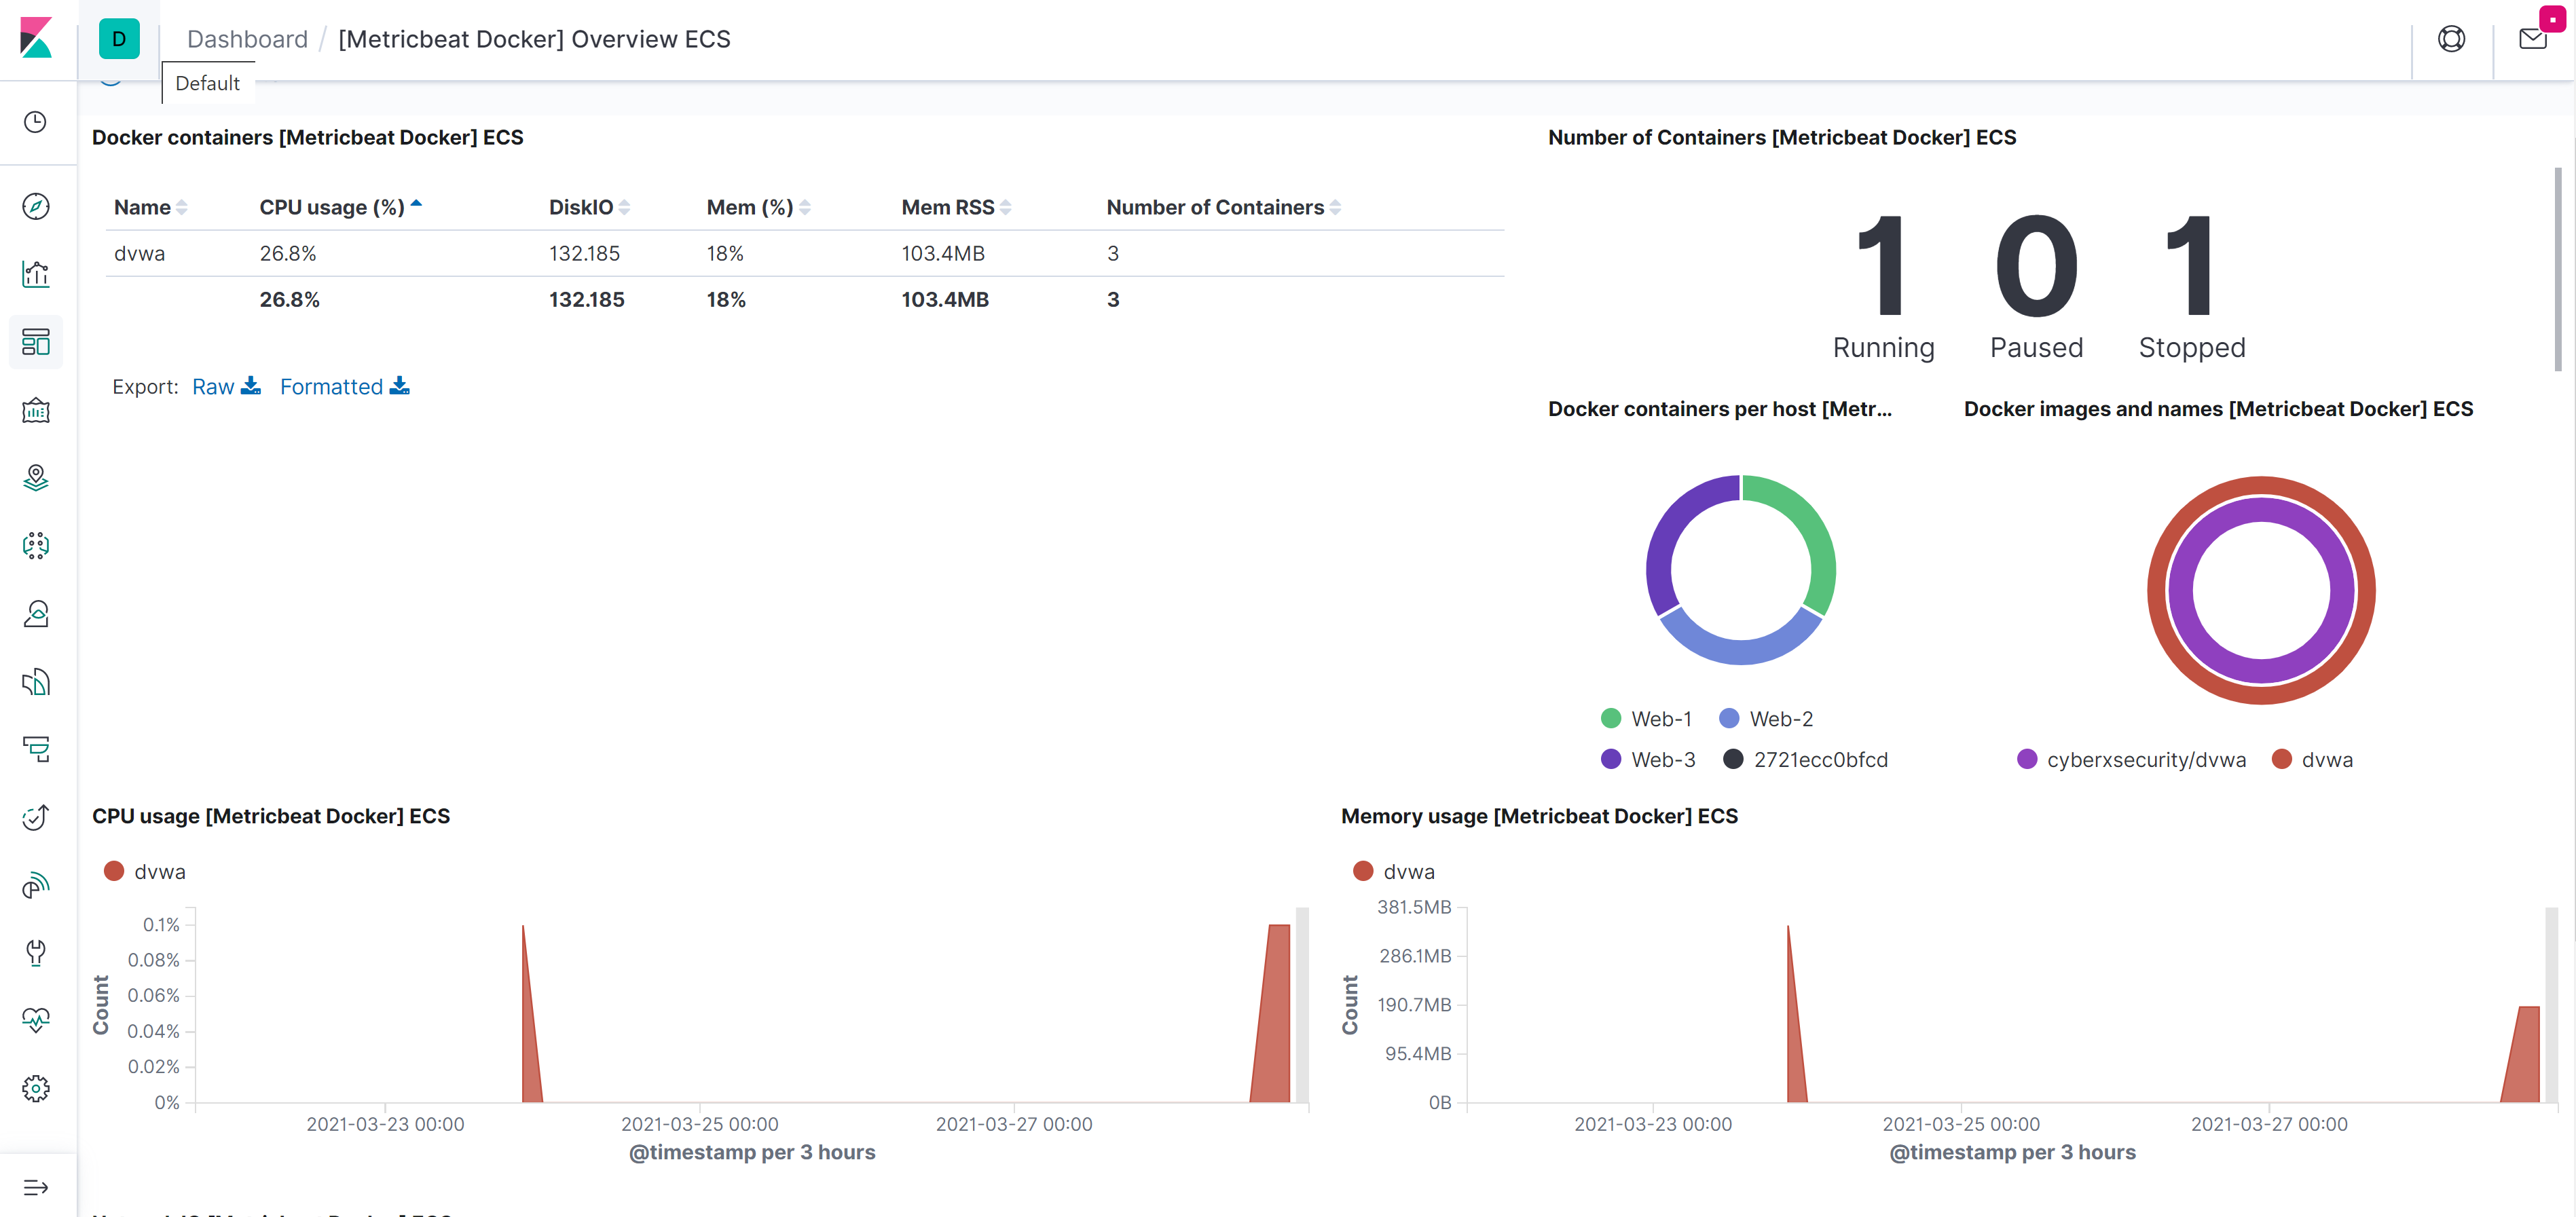 D Dashboard / [Metricbeat Docker] Overview ECS
Default
Docker containers [Metricbeat Docker] ECS
Name CPU usage (%) DiskIO Mem (%) Mem RSS Number of Containers
dvwa 26.8% 132.185 18% 103.4MB 3
26.8% 132.185 18% 103.4MB 3
Export: Raw Formatted
Number of Containers [Metricbeat Docker] ECS
1 0 1
Running Paused Stopped
Docker containers per host [Metr...
Web-1 Web-2
Web-3 2721ecc0bfcd
Docker images and names [Metricbeat Docker] ECS
cyberxsecurity/dvwa dvwa
CPU usage [Metricbeat Docker] ECS
dvwa
Count
0.1%
0.08%
0.06%
0.04%
0.02%
0%
2021-03-23 00:00 2021-03-25 00:00 2021-03-27 00:00
@timestamp per 3 hours
Memory usage [Metricbeat Docker] ECS
dvwa
Count
381.5MB
286.1MB
190.7MB
95.4MB
0B
2021-03-23 00:00 2021-03-25 00:00 2021-03-27 00:00
@timestamp per 3 hours